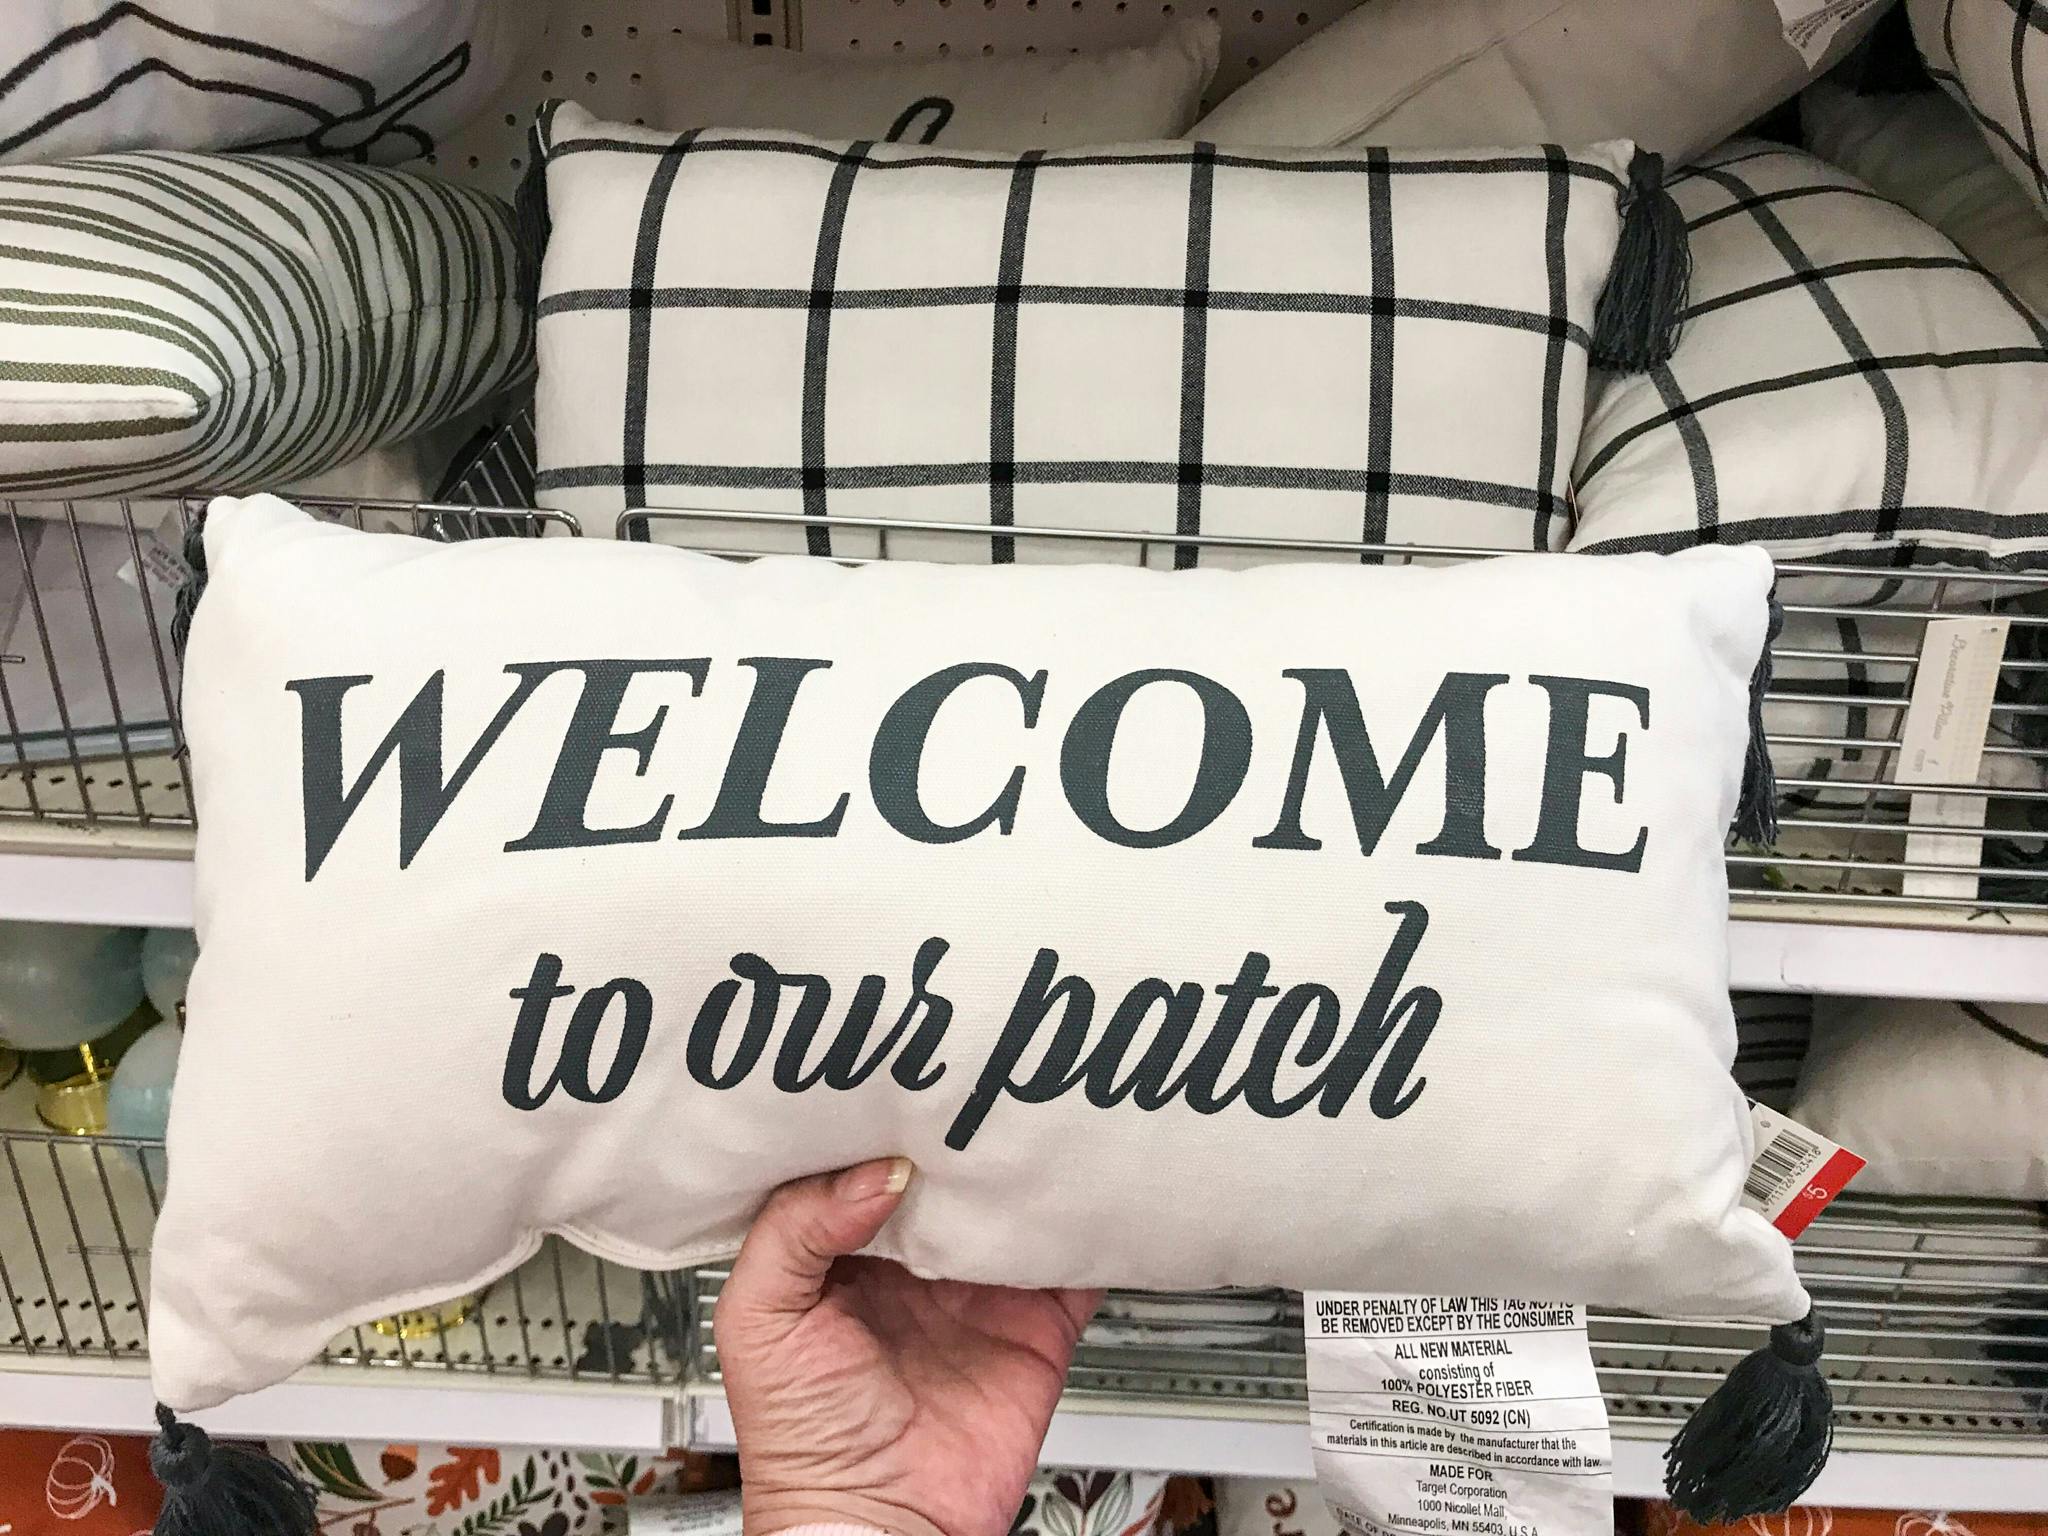 WELCOME
to our patch
$5
UNDER PENALTY OF LAW THIS TAG NOT TO
BE REMOVED EXCEPT BY THE CONSUMER
ALL NEW MATERIAL
consisting of
100% POLYESTER FIBER
REG. NO.UT 5092 (CN)
Certification is made by the manufacturer that the
materials in this article are described in accordance with law.
MADE FOR
Target Corporation
1000 Nicollet Mall,
Minneapolis, MN 55403, U.S.A.
Decorative Pillow